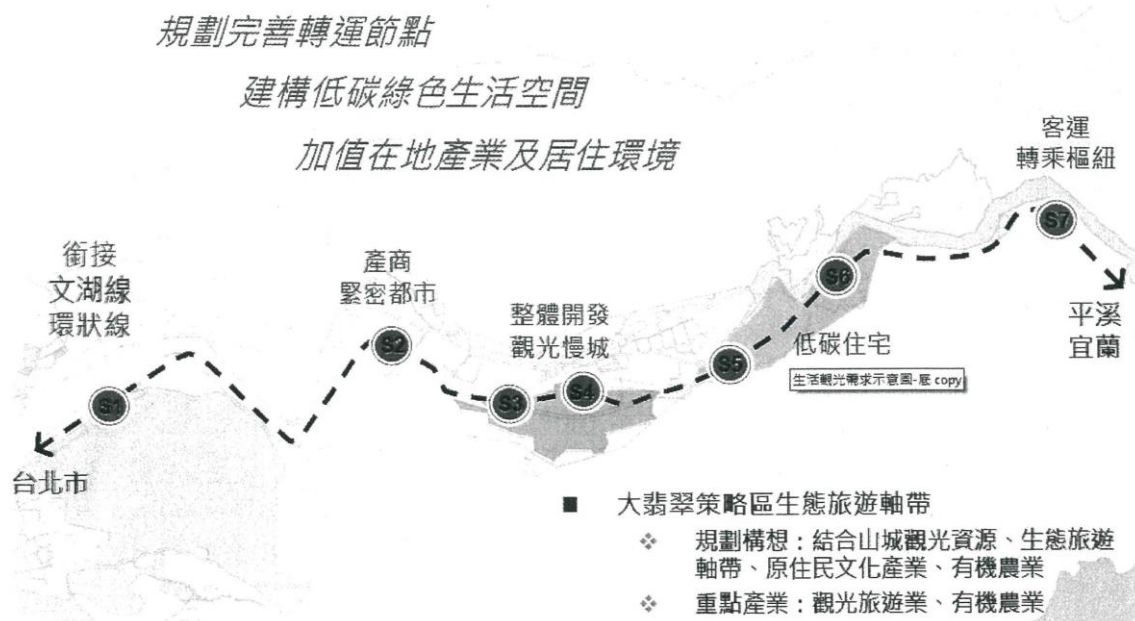 規劃完善轉運節點
建構低碳綠色生活空間
加值在地產業及居住環境
客運
轉乘樞紐
銜接
文湖線
環狀線
產商
緊密都市
整體開發
觀光慢城
S1
S2
S3
S4
S5
S6
S7
低碳住宅
生活觀光需求示意圖-底 copy
平溪
宜蘭
台北市
■ 大翡翠策略區生態旅遊軸帶
❖ 規劃構想：結合山城觀光資源、生態旅遊
軸帶、原住民文化產業、有機農業
❖ 重點產業：觀光旅遊業、有機農業